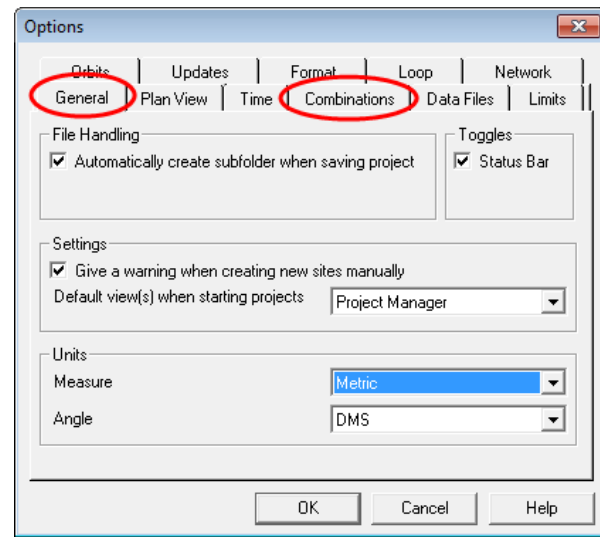 Options
Orbits Updates Format Loop Network
General Plan View Time Combinations Data Files Limits
File Handling Toggles
Automatically create subfolder when saving project Status Bar
Settings
Give a warning when creating new sites manually
Default view(s) when starting projects Project Manager
Units
Measure Metric
Angle DMS
OK Cancel Help